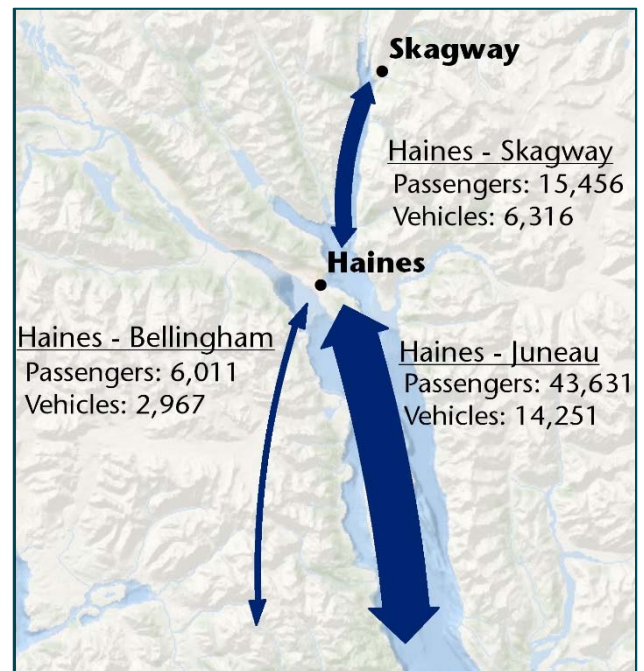 Skagway
Haines - Skagway
Passengers: 15,456
Vehicles: 6,316
Haines
Haines - Bellingham
Passengers: 6,011
Vehicles: 2,967
Haines - Juneau
Passengers: 43,631
Vehicles: 14,251